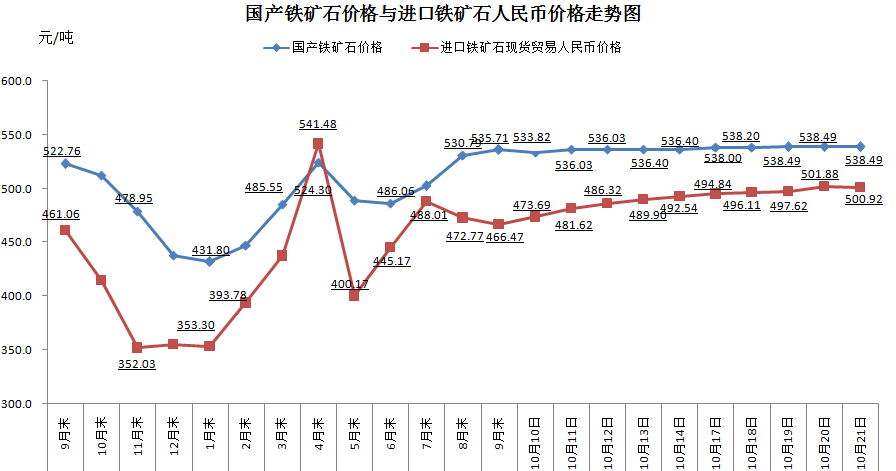 国产铁矿石价格与进口铁矿石人民币价格走势图
元/吨
国产铁矿石价格
进口铁矿石现货贸易人民币价格
600.0
550.0
500.0
450.0
400.0
350.0
300.0
522.76
478.95
431.80
485.55
524.30
486.06
530.79
535.71
533.82
536.03
536.03
536.40
536.40
538.00
538.20
538.49
538.49
538.49
461.06
352.03
353.30
393.78
541.48
400.17
445.17
488.01
472.77
466.47
473.69
481.62
486.32
489.90
492.54
494.84
496.11
497.62
501.88
500.92
9月末
10月末
11月末
12月末
1月末
2月末
3月末
4月末
5月末
6月末
7月末
8月末
9月末
10月10日
10月11日
10月12日
10月13日
10月14日
10月17日
10月18日
10月19日
10月20日
10月21日